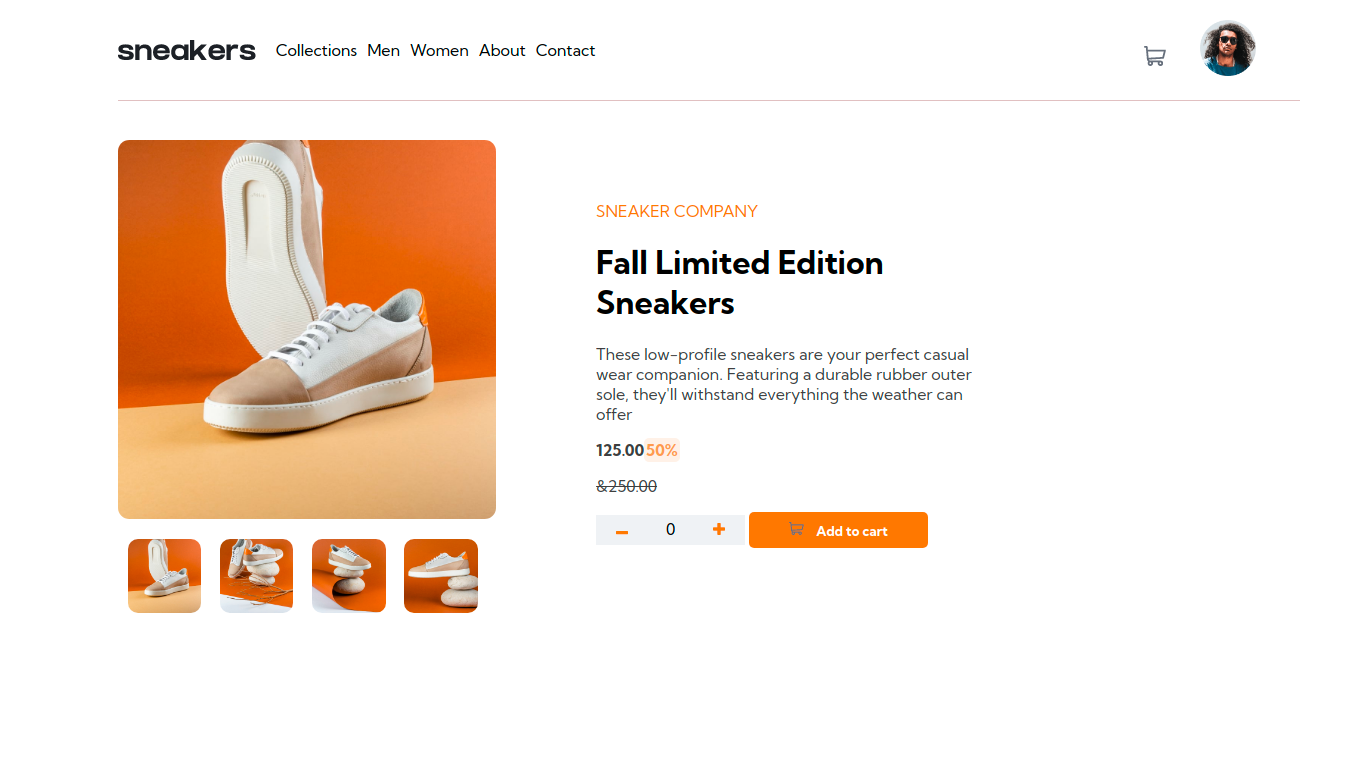 sneakers Collections Men Women About Contact
SNEAKER COMPANY
Fall Limited Edition
Sneakers
These low-profile sneakers are your perfect casual
wear companion. Featuring a durable rubber outer
sole, they'll withstand everything the weather can
offer
125.00 50%
&250.00
0 Add to cart